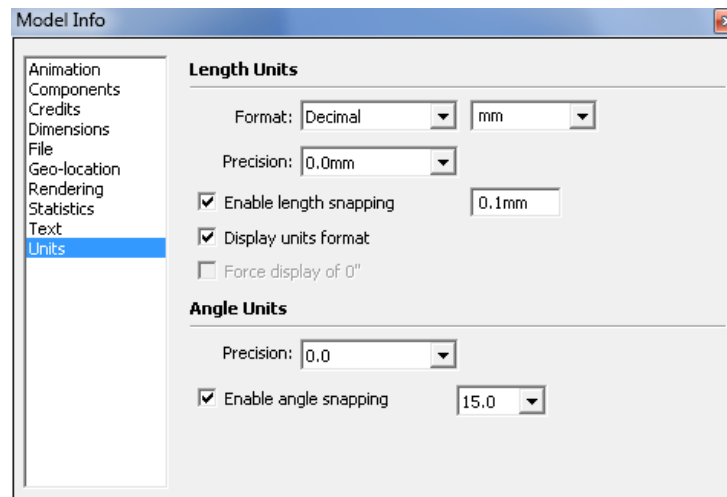 Model Info
Animation
Components
Credits
Dimensions
File
Geo-location
Rendering
Statistics
Text
Units
Length Units
Format: Decimal mm
Precision: 0.0mm
Enable length snapping 0.1mm
Display units format
Force display of 0"
Angle Units
Precision: 0.0
Enable angle snapping 15.0